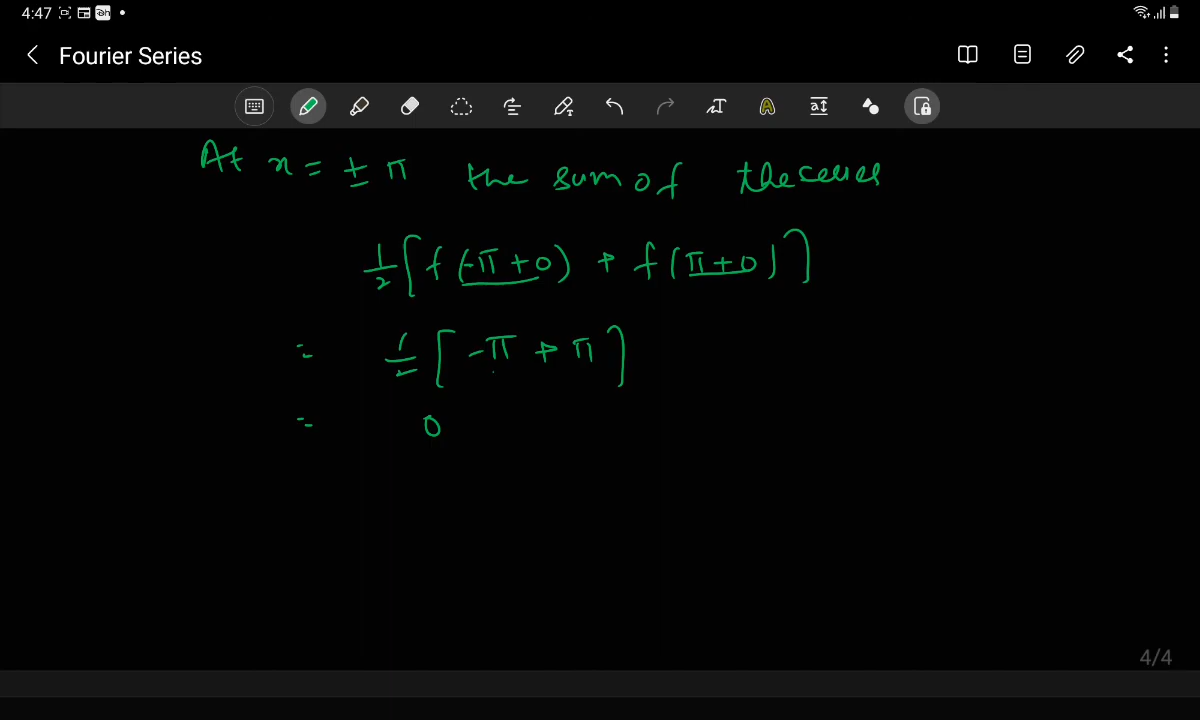 4:47
Fourier Series
At x = ± π the sum of the series
1/2 [f(-π+0) + f(π+0)]
= 1/2 [-π + π]
= 0
4/4